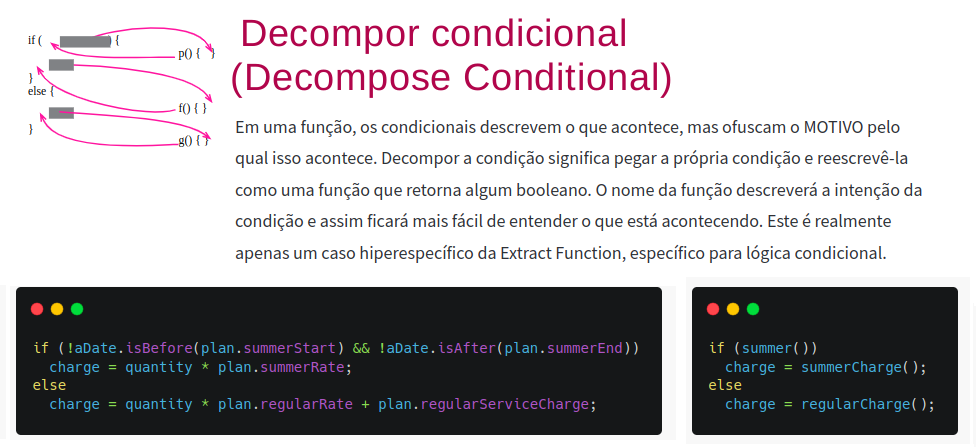 if (       ) {
p() {   }
}
else {
f() { }
}
g() { }
Decompor condicional
(Decompose Conditional)
Em uma função, os condicionais descrevem o que acontece, mas ofuscam o MOTIVO pelo
qual isso acontece. Decompor a condição significa pegar a própria condição e reescrevê-la
como uma função que retorna algum booleano. O nome da função descreverá a intenção da
condição e assim ficará mais fácil de entender o que está acontecendo. Este é realmente
apenas um caso hiperespecífico da Extract Function, específico para lógica condicional.
if (!aDate.isBefore(plan.summerStart) && !aDate.isAfter(plan.summerEnd))
  charge = quantity * plan.summerRate;
else
  charge = quantity * plan.regularRate + plan.regularServiceCharge;
if (summer())
  charge = summerCharge();
else
  charge = regularCharge();